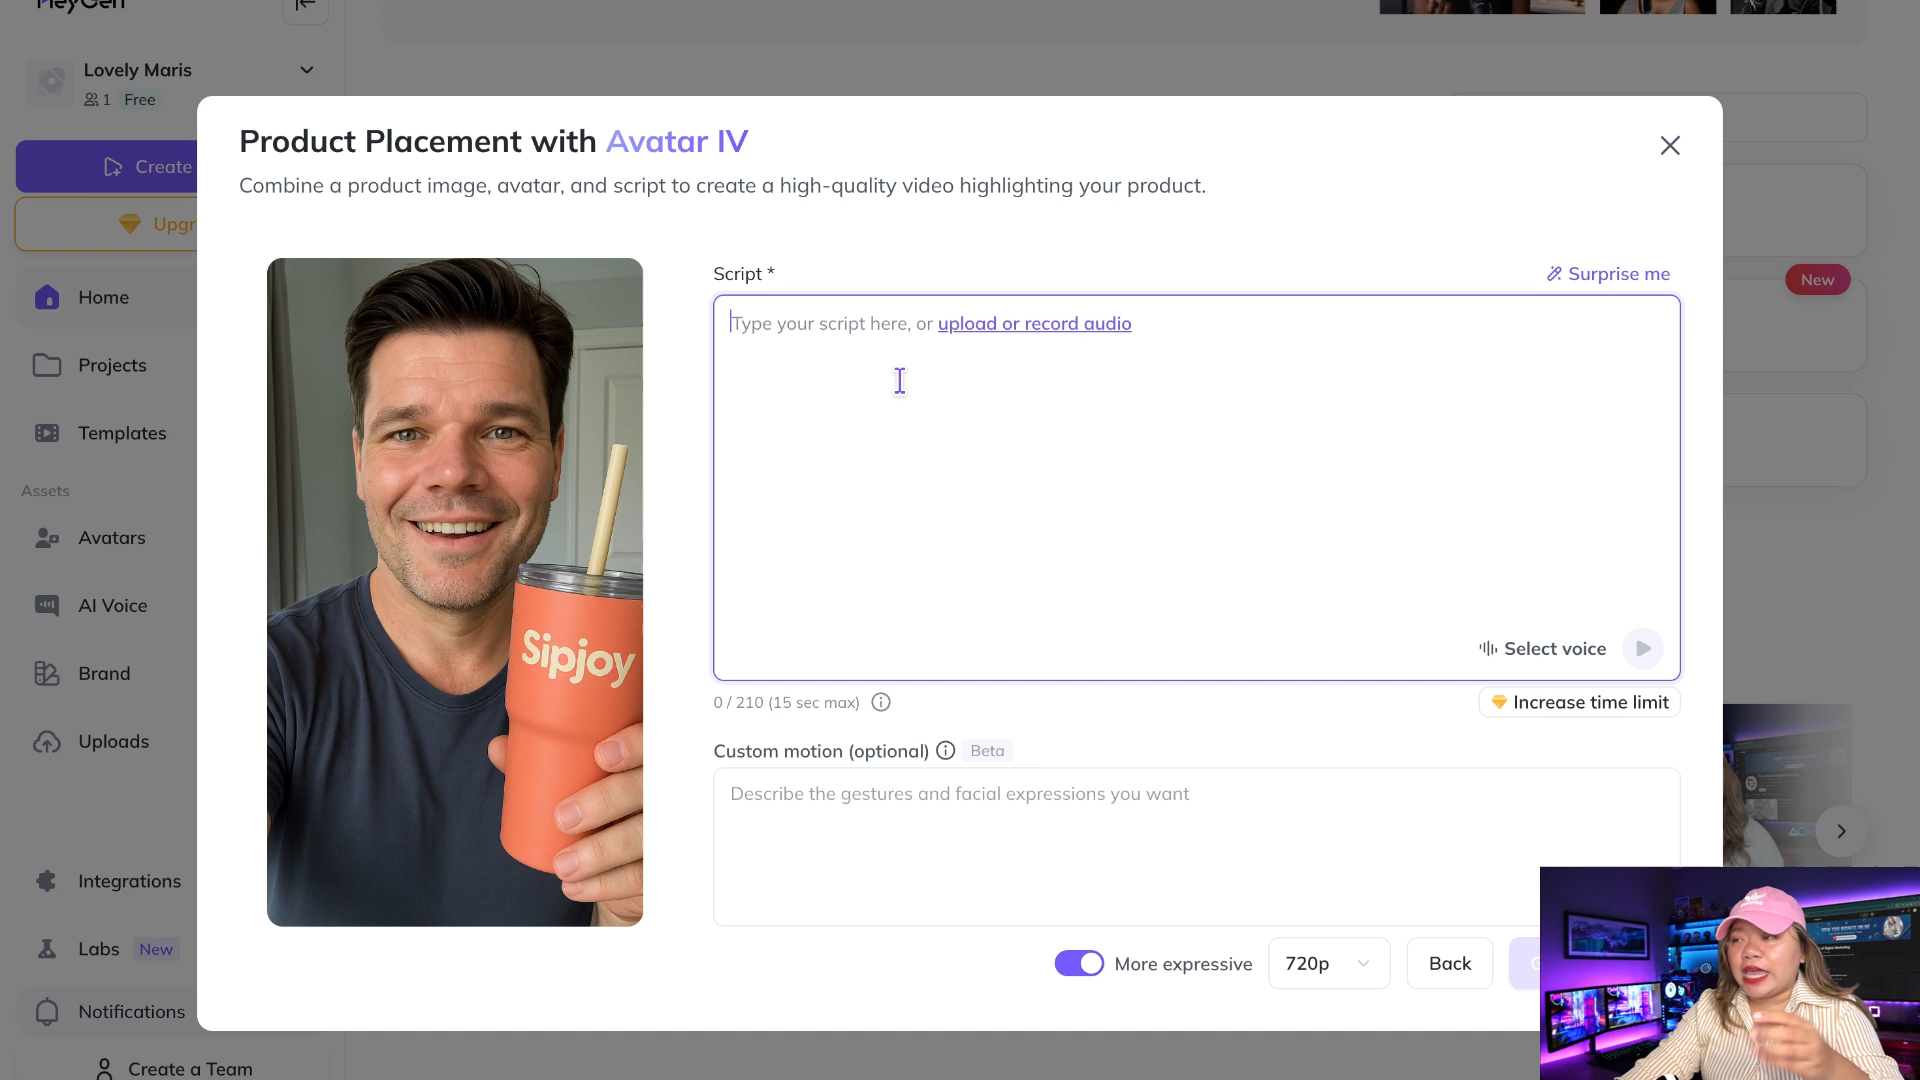 HeyGen
Lovely Maris
1 Free
Create
Upgr
Home
Projects
Templates
Assets
Avatars
AI Voice
Brand
Uploads
Integrations
Labs New
Notifications
Create a Team
Product Placement with Avatar IV
Combine a product image, avatar, and script to create a high-quality video highlighting your product.
Sipjoy
Script *
Surprise me
Type your script here, or upload or record audio
Select voice
0 / 210 (15 sec max)
Increase time limit
Custom motion (optional) Beta
Describe the gestures and facial expressions you want
More expressive
720p
Back
New